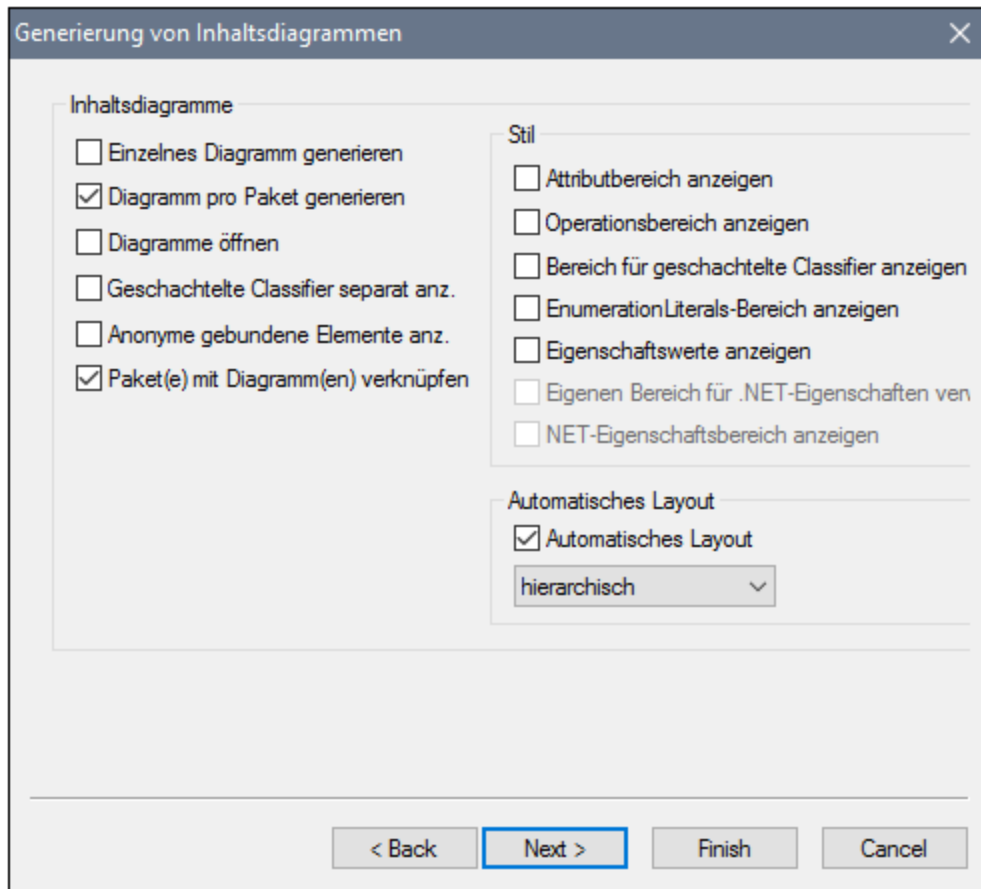 Generierung von Inhaltsdiagrammen
Inhaltsdiagramme
Einzelnes Diagramm generieren
Diagramm pro Paket generieren
Diagramme öffnen
Geschachtelte Classifier separat anz.
Anonyme gebundene Elemente anz.
Paket(e) mit Diagramm(en) verknüpfen
Stil
Attributbereich anzeigen
Operationsbereich anzeigen
Bereich für geschachtelte Classifier anzeigen
EnumerationLiterals-Bereich anzeigen
Eigenschaftswerte anzeigen
Eigenen Bereich für .NET-Eigenschaften
NET-Eigenschaftsbereich anzeigen
Automatisches Layout
Automatisches Layout
hierarchisch
< Back Next > Finish Cancel